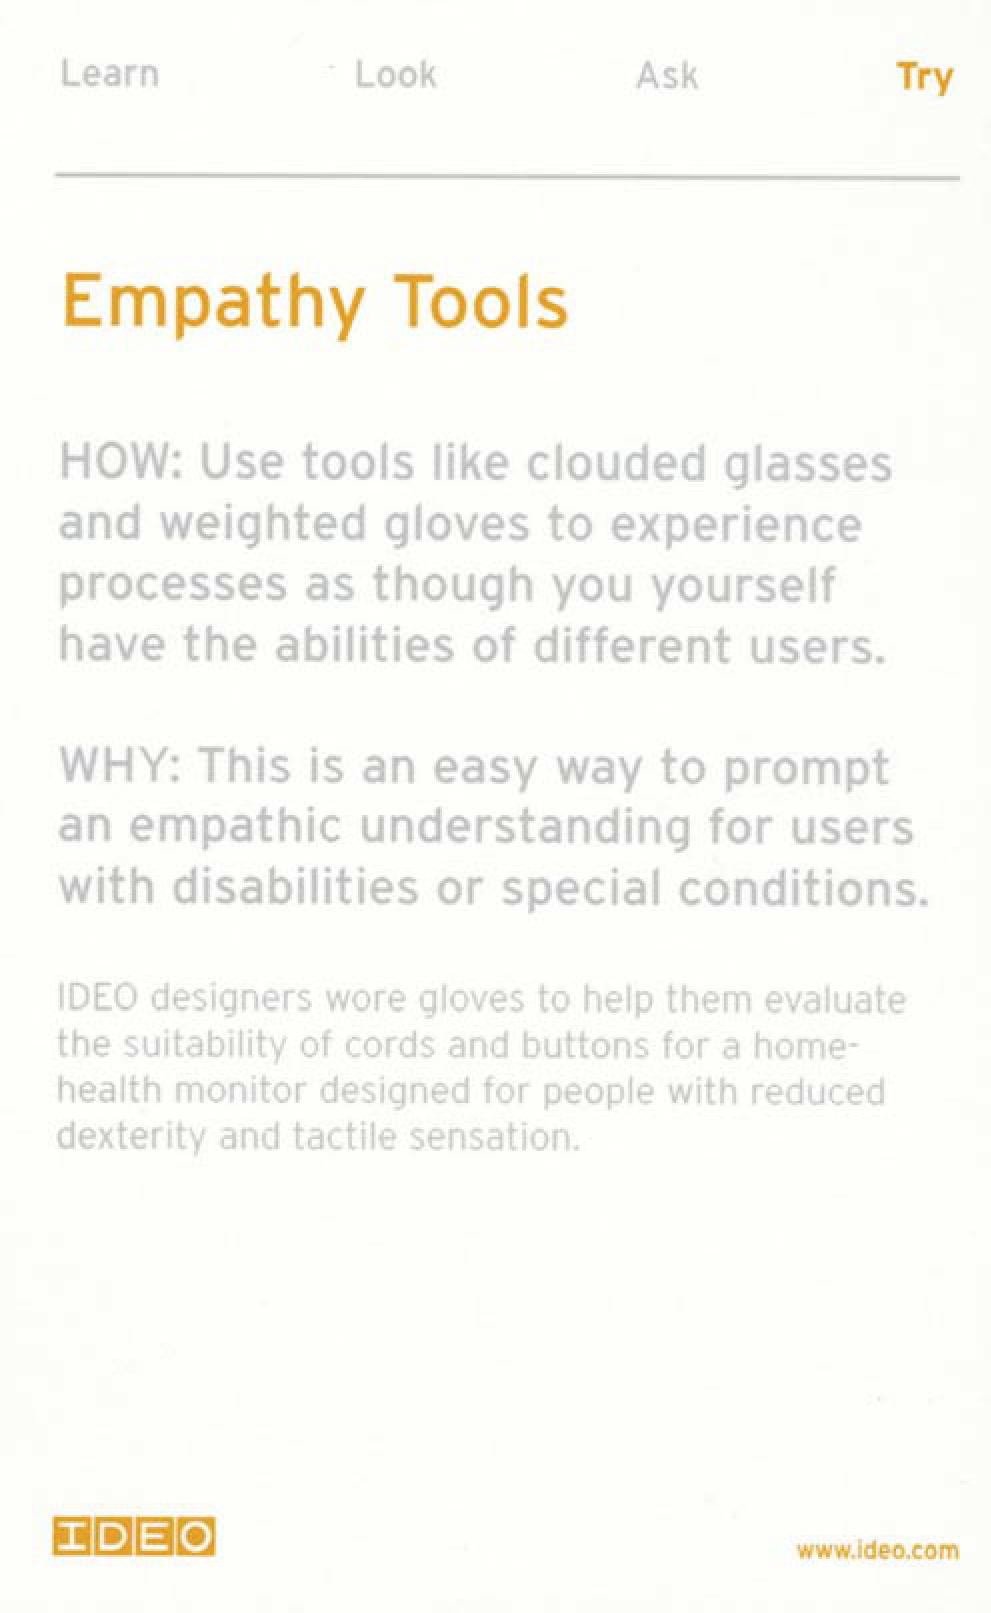 Learn Look Ask Try
Empathy Tools
HOW: Use tools like clouded glasses
and weighted gloves to experience
processes as though you yourself
have the abilities of different users.
WHY: This is an easy way to prompt
an empathic understanding for users
with disabilities or special conditions.
IDEO designers wore gloves to help them evaluate
the suitability of cords and buttons for a home-
health monitor designed for people with reduced
dexterity and tactile sensation.
IDEO www.ideo.com